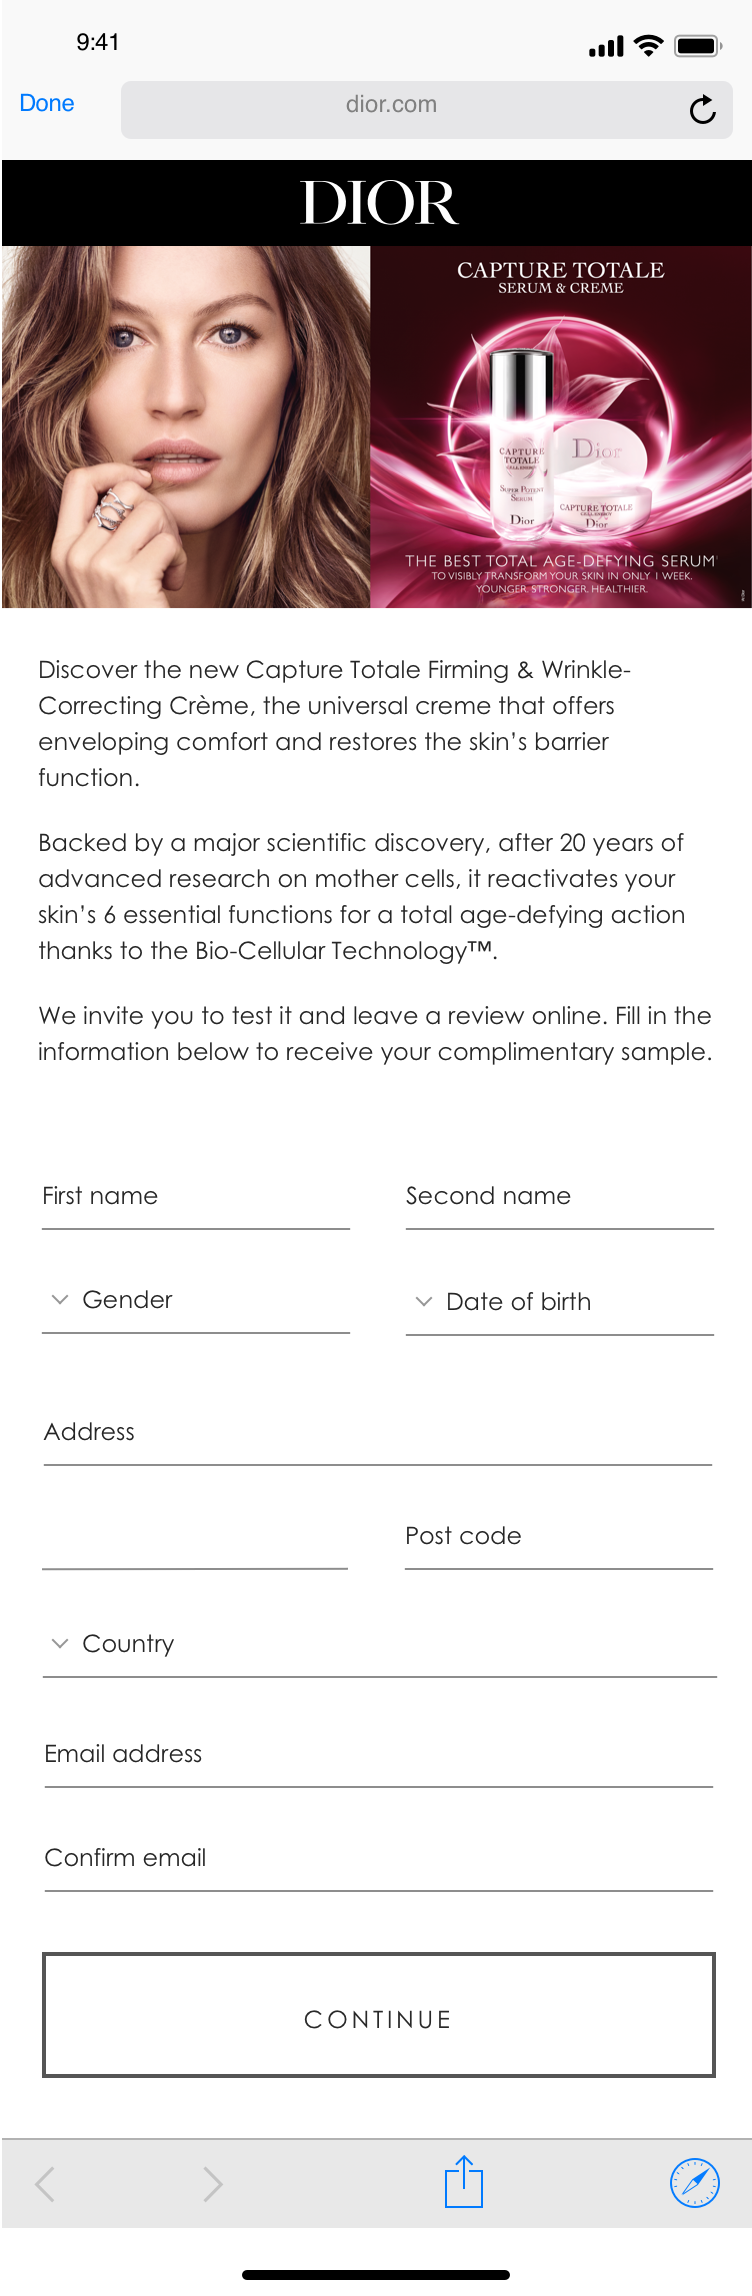 9:41
Done
dior.com
DIOR
CAPTURE TOTALE
SERUM & CREME
CAPTURE
TOTALE
CELL ENERGY
Super Potent
Serum
Dior
Dior
CAPTURE TOTALE
CELL ENERGY
Dior
THE BEST TOTAL AGE-DEFYING SERUM¹
TO VISIBLY TRANSFORM YOUR SKIN IN ONLY 1 WEEK.
YOUNGER. STRONGER. HEALTHIER.
Discover the new Capture Totale Firming & Wrinkle-
Correcting Crème, the universal creme that offers
enveloping comfort and restores the skin’s barrier
function.
Backed by a major scientific discovery, after 20 years of
advanced research on mother cells, it reactivates your
skin’s 6 essential functions for a total age-defying action
thanks to the Bio-Cellular Technology™.
We invite you to test it and leave a review online. Fill in the
information below to receive your complimentary sample.
First name
Second name
Gender
Date of birth
Address
Post code
Country
Email address
Confirm email
CONTINUE